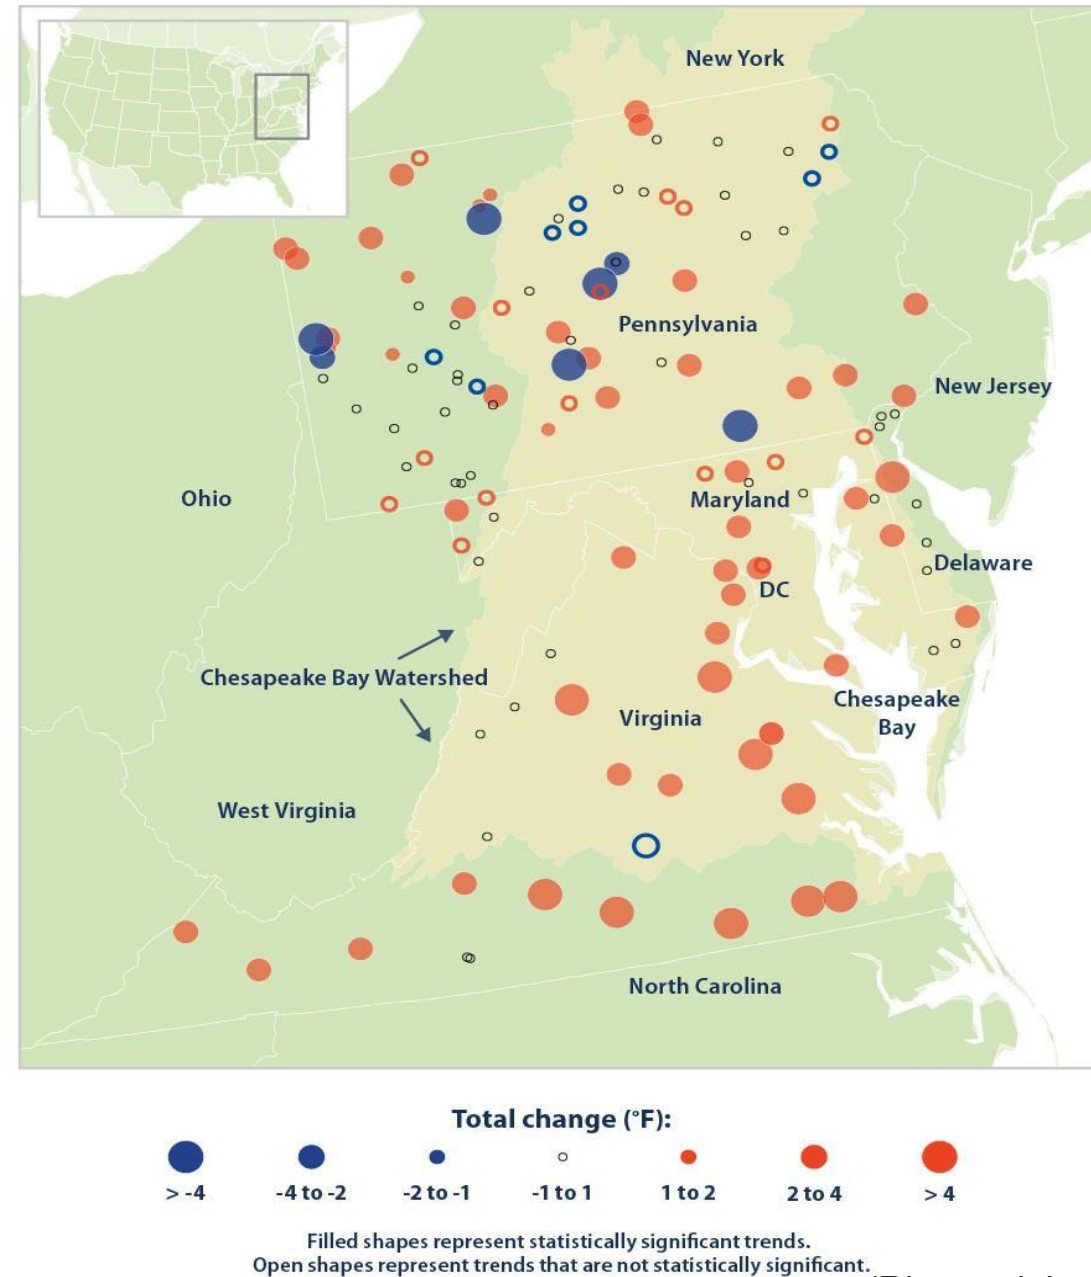 New York
Pennsylvania
New Jersey
Ohio
Maryland
Delaware
DC
Chesapeake Bay Watershed
Chesapeake
Bay
Virginia
West Virginia
North Carolina
Total change (°F):
> -4
-4 to -2
-2 to -1
-1 to 1
1 to 2
2 to 4
> 4
Filled shapes represent statistically significant trends.
Open shapes represent trends that are not statistically significant.